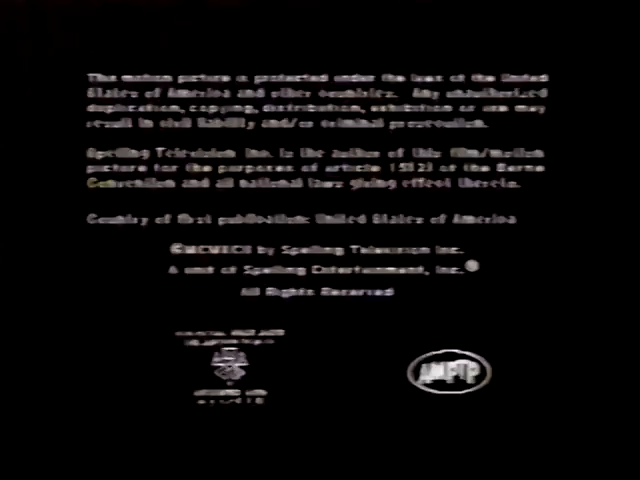 This motion picture is protected under the laws of the United
States of America and other countries. Any unauthorized
duplication, copying, distribution, exhibition or use may
result in civil liability and/or criminal prosecution.
Spelling Television Inc. is the author of this film/motion
picture for the purposes of article 15(2) of the Berne
Convention and all national laws giving effect thereto.
Country of first publication: United States of America
by Spelling Television Inc.
A unit of Spelling Entertainment, Inc.
All Rights Reserved
AMPTP